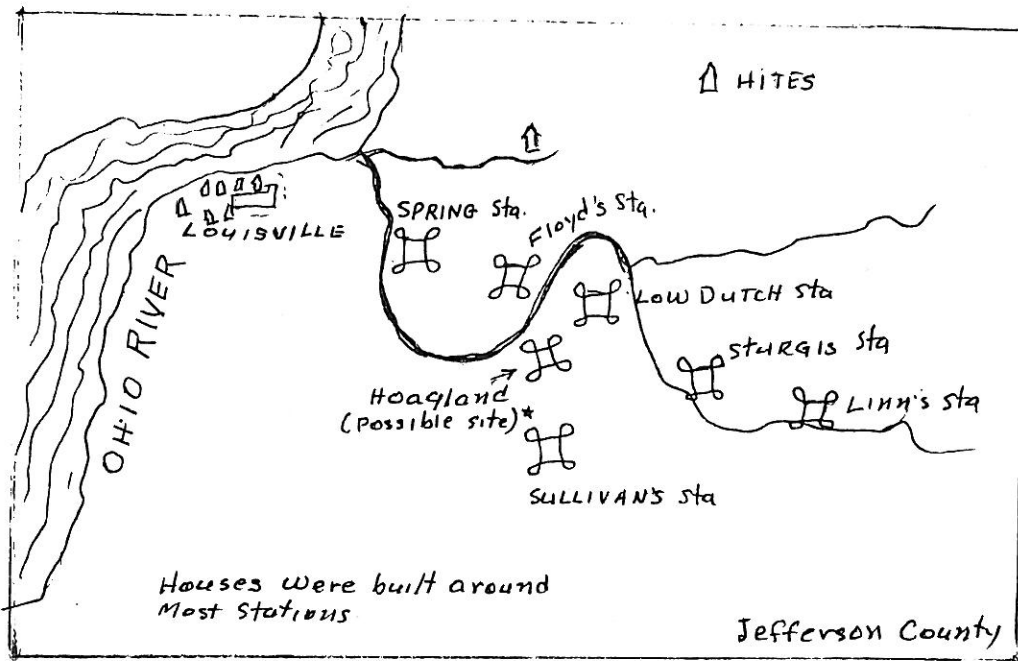 HITES
SPRING Sta.
Floyd's Sta.
LOUISVILLE
OHIO RIVER
LOW DUTCH Sta
STURGIS Sta
Hoagland
(possible site)*
LINN'S Sta
SULLIVAN'S Sta
Houses were built around
Most Stations
Jefferson County